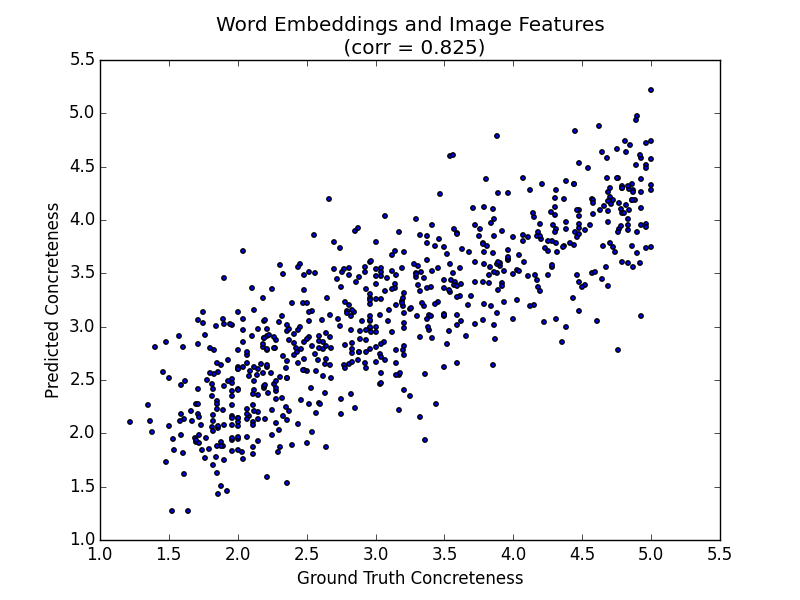 Word Embeddings and Image Features
(corr = 0.825)
5.5
5.0
4.5
4.0
3.5
3.0
2.5
2.0
1.5
1.0
Predicted Concreteness
1.0 1.5 2.0 2.5 3.0 3.5 4.0 4.5 5.0 5.5
Ground Truth Concreteness